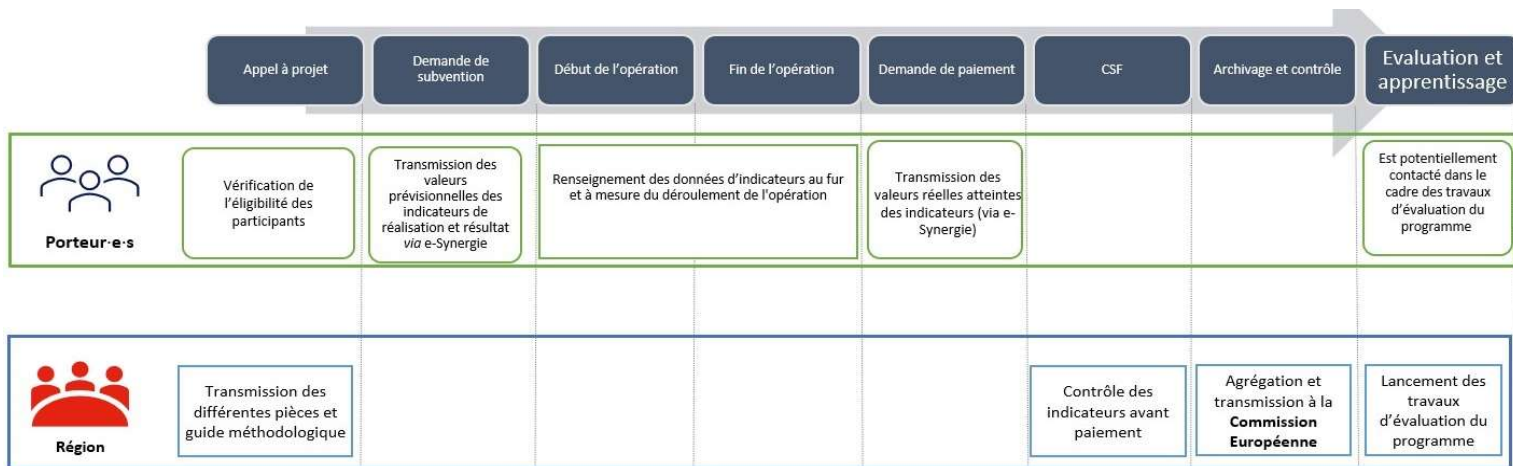 Appel à projet
Demande de
subvention
Début de l'opération
Fin de l'opération
Demande de paiement
CSF
Archivage et contrôle
Evaluation et
apprentissage
Porteur·e·s
Vérification de
l'éligibilité des
participants
Transmission des
valeurs
prévisionnelles des
indicateurs de
réalisation et résultat
via e-Synergie
Renseignement des données d'indicateurs au fur
et à mesure du déroulement de l'opération
Transmission des
valeurs réelles atteintes
des indicateurs (via e-
Synergie)
Est potentiellement
contacté dans le
cadre des travaux
d'évaluation du
programme
Région
Transmission des
différentes pièces et
guide méthodologique
Contrôle des
indicateurs avant
paiement
Agrégation et
transmission à la
Commission
Européenne
Lancement des
travaux
d'évaluation du
programme